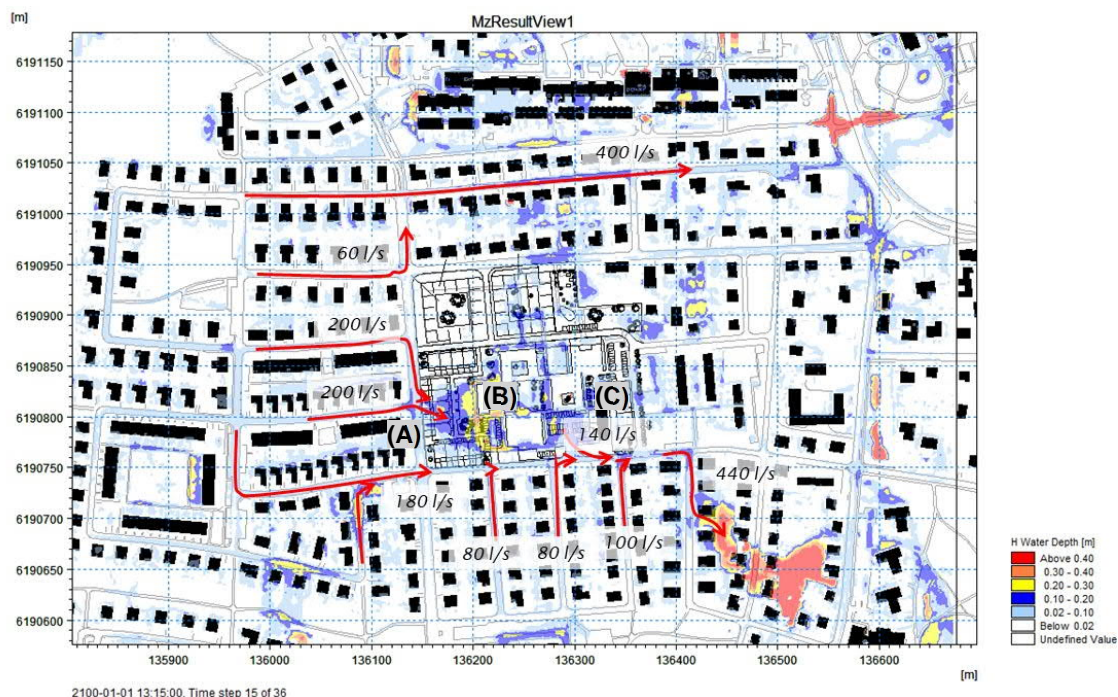 [m]
MzResultView1
6191150
6191100
6191050
6191000
6190950
6190900
6190850
6190800
6190750
6190700
6190650
6190600
400 l/s
60 l/s
200 l/s
200 l/s
(B)
(C)
(A)
140 l/s
180 l/s
440 l/s
80 l/s
80 l/s
100 l/s
H Water Depth [m]
Above 0.40
0.30 - 0.40
0.20 - 0.30
0.10 - 0.20
0.02 - 0.10
Below 0.02
Undefined Value
135900 136000 136100 136200 136300 136400 136500 136600
[m]
2100-01-01 13:15:00, Time step 15 of 36